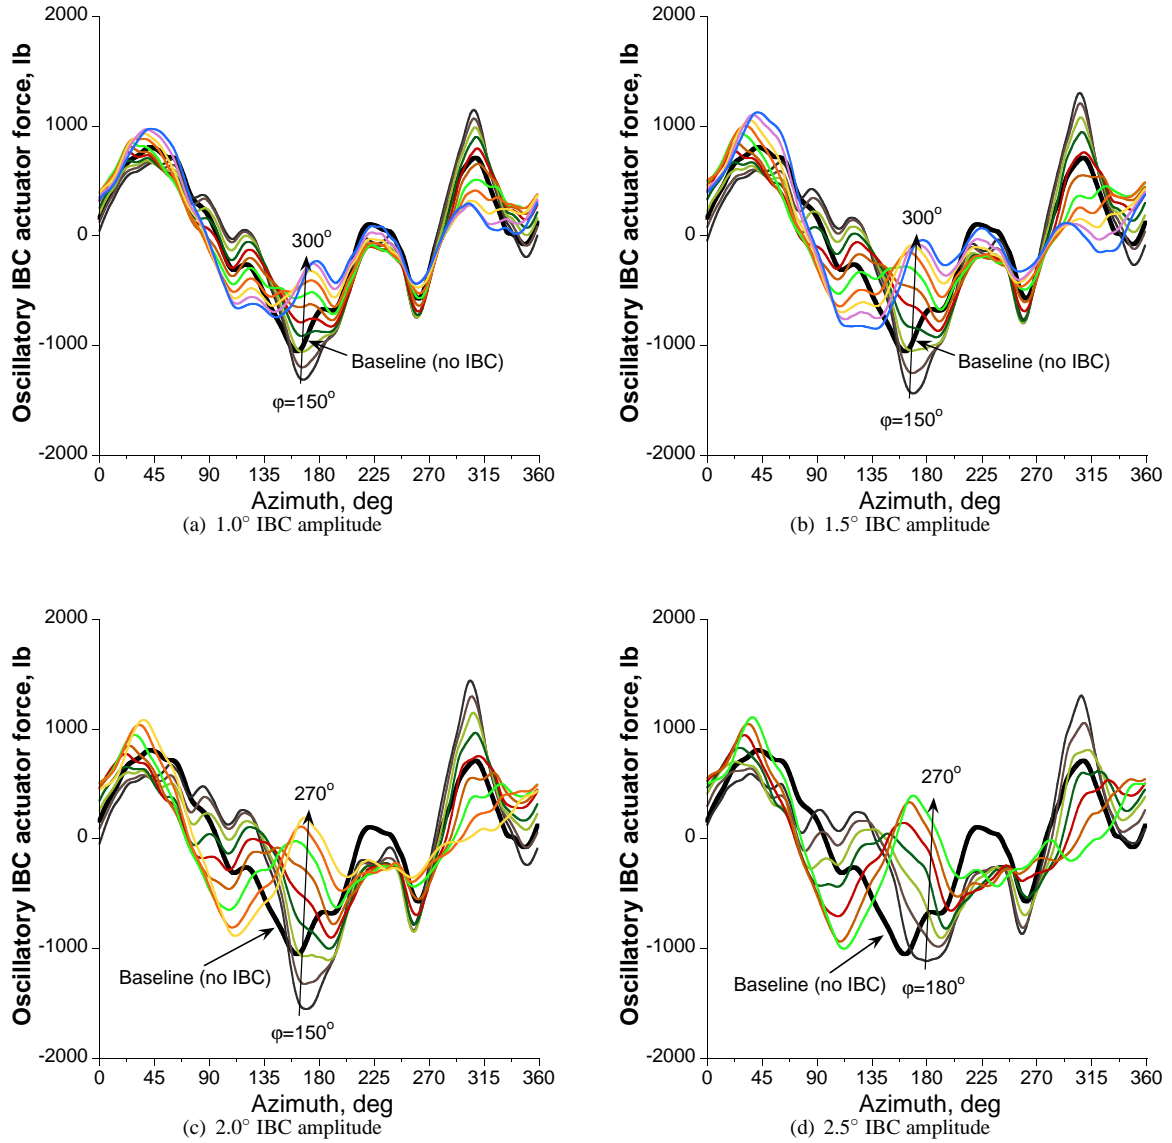 2000
1000
0
-1000
-2000
Oscillatory IBC actuator force, lb
300°
Baseline (no IBC)
φ=150°
0 45 90 135 180 225 270 315 360
Azimuth, deg
(a) 1.0° IBC amplitude
2000
1000
0
-1000
-2000
Oscillatory IBC actuator force, lb
300°
Baseline (no IBC)
φ=150°
0 45 90 135 180 225 270 315 360
Azimuth, deg
(b) 1.5° IBC amplitude
2000
1000
0
-1000
-2000
Oscillatory IBC actuator force, lb
270°
Baseline (no IBC)
φ=150°
0 45 90 135 180 225 270 315 360
Azimuth, deg
(c) 2.0° IBC amplitude
2000
1000
0
-1000
-2000
Oscillatory IBC actuator force, lb
270°
Baseline (no IBC)
φ=180°
0 45 90 135 180 225 270 315 360
Azimuth, deg
(d) 2.5° IBC amplitude